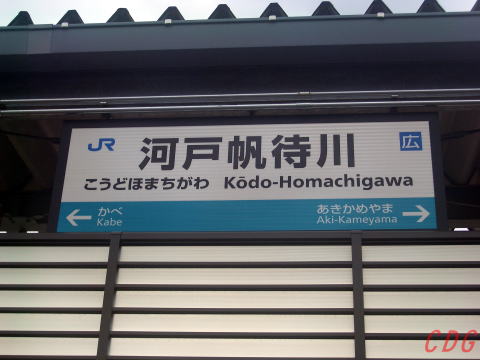 JR 河戸帆待川 広
こうどほまちがわ Kōdo-Homachigawa
← かべ あきかめやま →
Kabe Aki-Kameyama
CDG